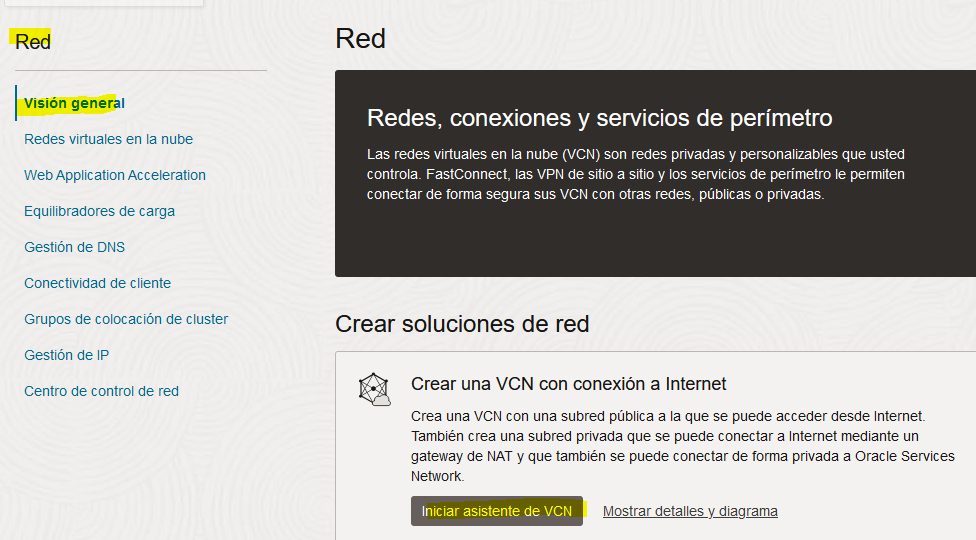 Red
Visión general
Redes virtuales en la nube
Web Application Acceleration
Equilibradores de carga
Gestión de DNS
Conectividad de cliente
Grupos de colocación de cluster
Gestión de IP
Centro de control de red
Red
Redes, conexiones y servicios de perímetro
Las redes virtuales en la nube (VCN) son redes privadas y personalizables que usted
controla. FastConnect, las VPN de sitio a sitio y los servicios de perímetro le permiten
conectar de forma segura sus VCN con otras redes, públicas o privadas.
Crear soluciones de red
Crear una VCN con conexión a Internet
Crea una VCN con una subred pública a la que se puede acceder desde Internet.
También crea una subred privada que se puede conectar a Internet mediante un
gateway de NAT y que también se puede conectar de forma privada a Oracle Services
Network.
Iniciar asistente de VCN Mostrar detalles y diagrama